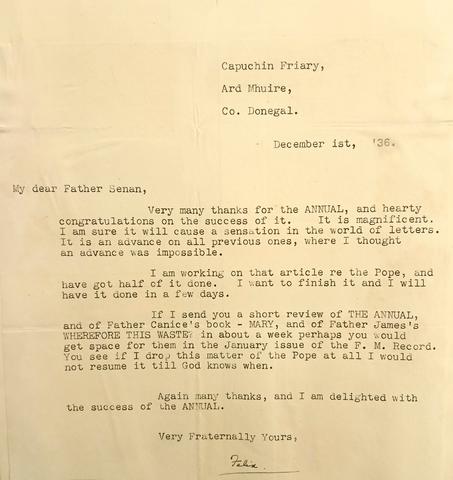 Capuchin Friary,
Ard Mhuire,
Co. Donegal.
December 1st, '36.
My dear Father Senan,
Very many thanks for the ANNUAL, and hearty
congratulations on the success of it. It is magnificent.
I am sure it will cause a sensation in the world of letters.
It is an advance on all previous ones, where I thought
an advance was impossible.
I am working on that article re the Pope, and
have got half of it done. I want to finish it and I will
have it done in a few days.
If I send you a short review of THE ANNUAL,
and of Father Canice's book - MARY, and of Father James's
WHEREFORE THIS WASTE? in about a week perhaps you would
get space for them in the January issue of the F. M. Record.
You see if I drop this matter of the Pope at all I would
not resume it till God knows when.
Again many thanks, and I am delighted with
the success of the ANNUAL.
Very Fraternally Yours,
Felix.